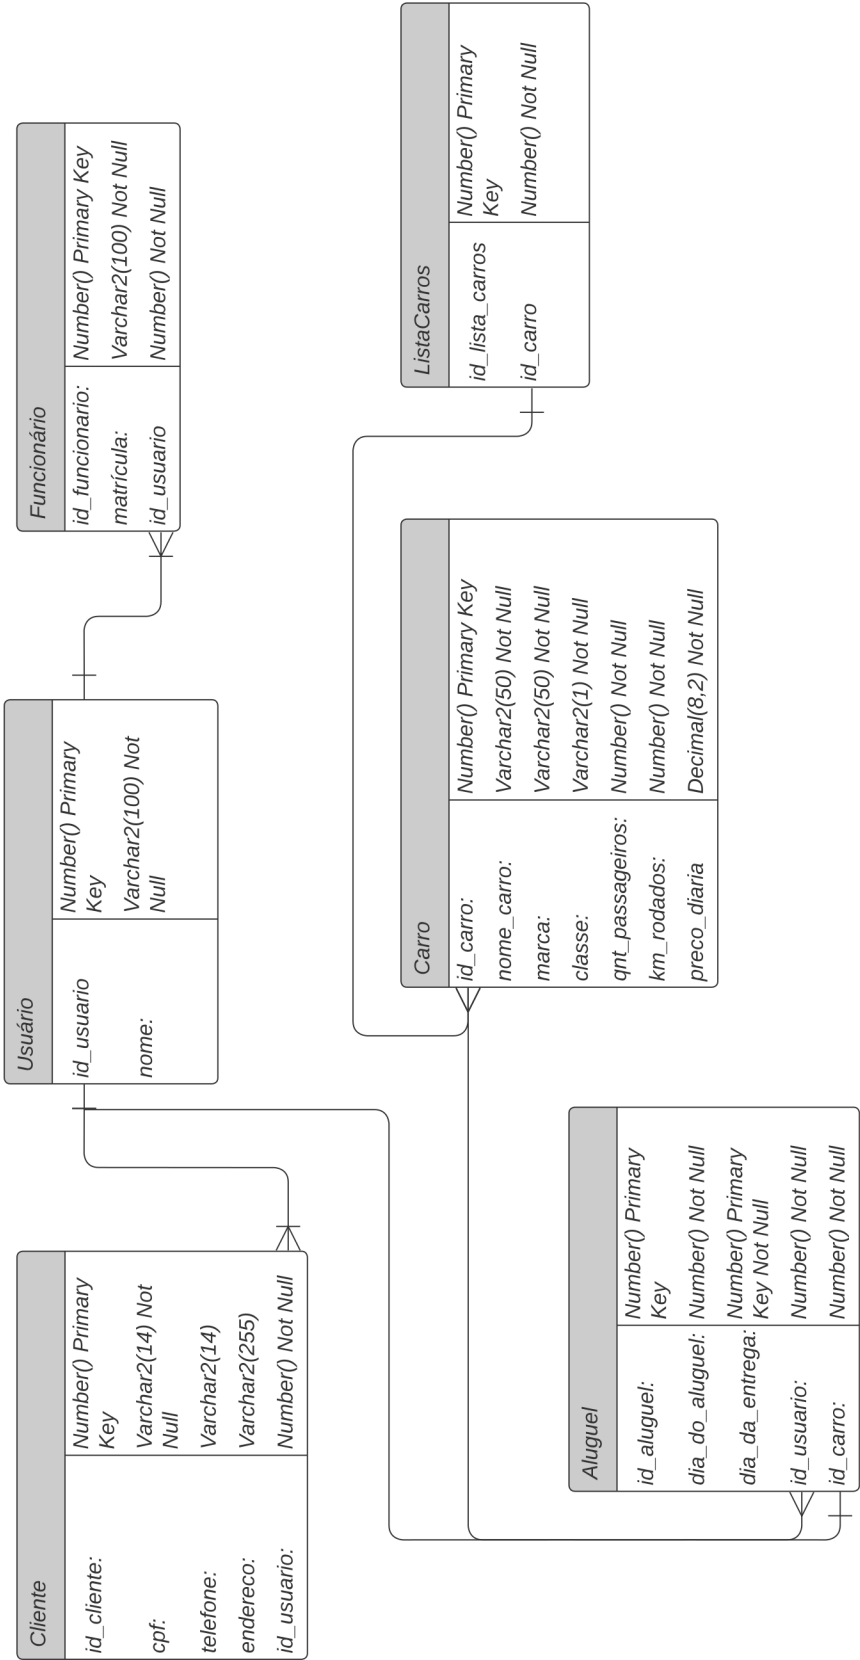 Cliente
id_cliente: Number() Primary
Key
cpf: Varchar2(14) Not
Null
telefone: Varchar2(14)
endereco: Varchar2(255)
id_usuario: Number() Not Null
Usuário
id_usuario Number() Primary
Key
nome: Varchar2(100) Not
Null
Funcionário
id_funcionario: Number() Primary Key
matrícula: Varchar2(100) Not Null
id_usuario Number() Not Null
Carro
id_carro: Number() Primary Key
nome_carro: Varchar2(50) Not Null
marca: Varchar2(50) Not Null
classe: Varchar2(1) Not Null
qnt_passageiros: Number() Not Null
km_rodados: Number() Not Null
preco_diaria Decimal(8,2) Not Null
ListaCarros
id_lista_carros Number() Primary
Key
id_carro Number() Not Null
Aluguel
id_aluguel: Number() Primary
Key
dia_do_aluguel: Number() Not Null
dia_da_entrega: Number() Primary
Key Not Null
id_usuario: Number() Not Null
id_carro: Number() Not Null